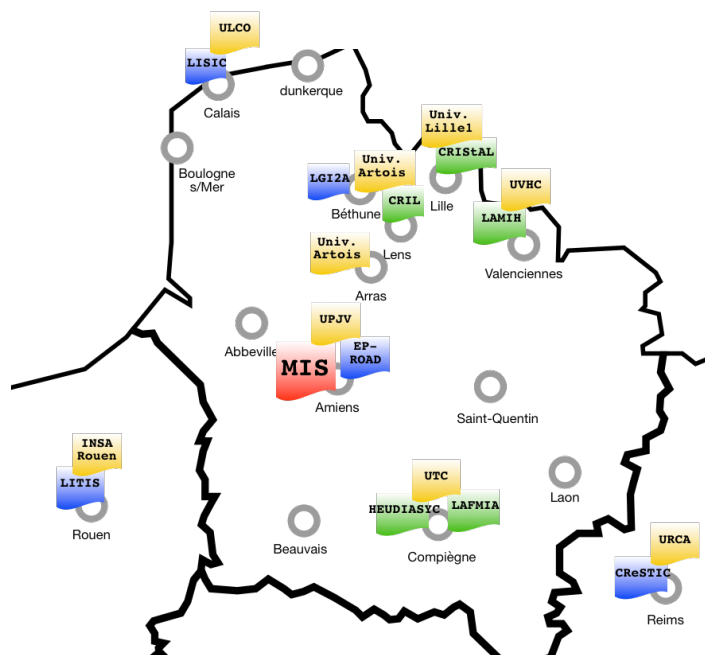 ULCO
LISIC
dunkerque
Calais
Univ.
Lille1
Boulogne
s/Mer
CRIStAL
Univ.
Artois
LGI2A
UVHC
CRIL
Béthune
Lille
LAMIH
Lens
Valenciennes
Univ.
Artois
Arras
UPJV
Abbeville
EP-
ROAD
MIS
Amiens
Saint-Quentin
INSA
Rouen
LITIS
UTC
Laon
HEUDIASYC
LAFMIA
Rouen
Beauvais
Compiègne
URCA
CReSTIC
Reims